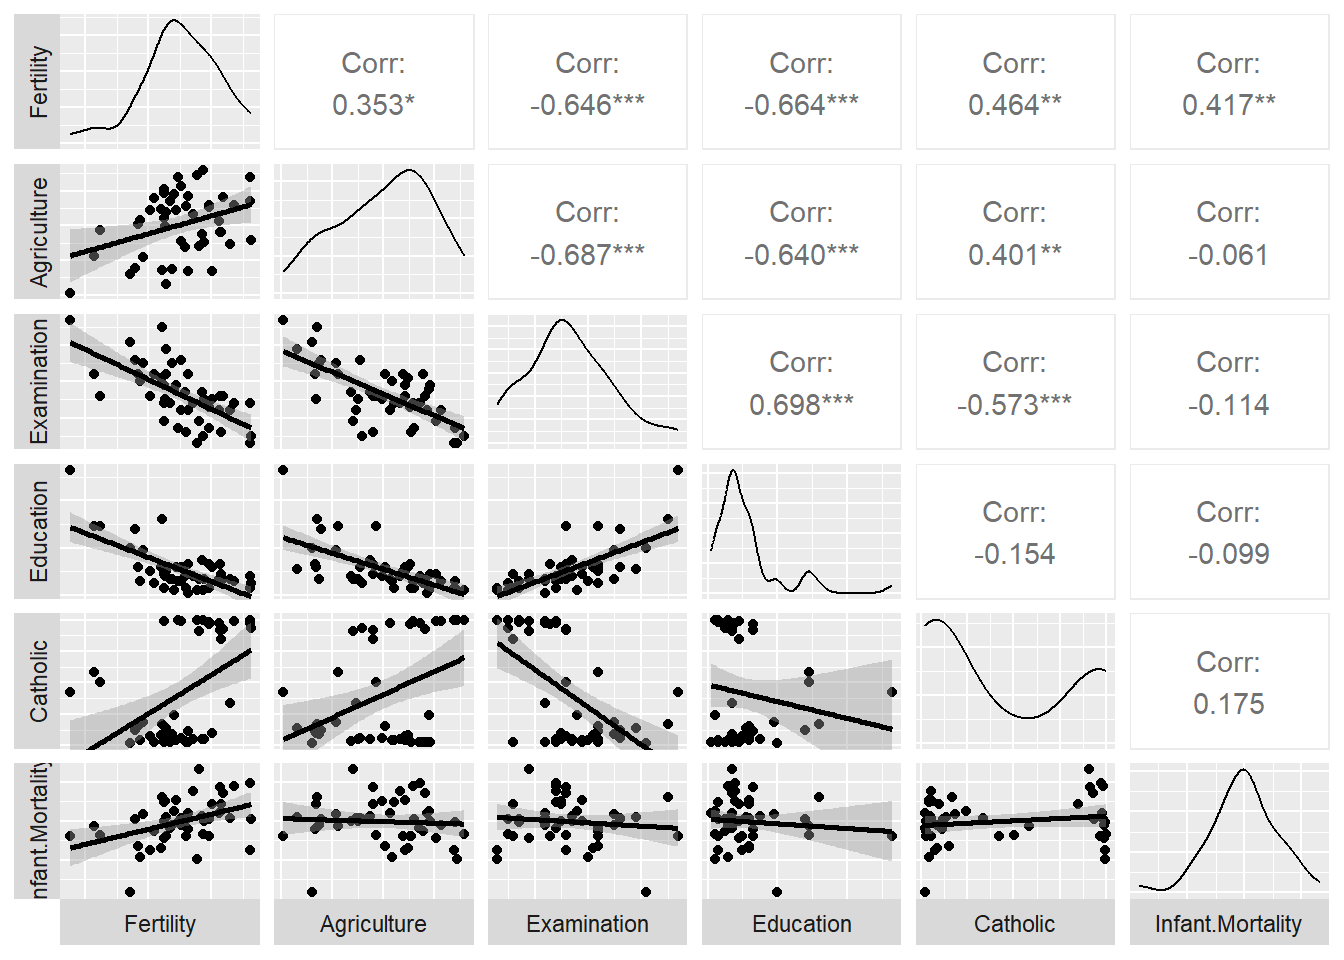 Fertility
Corr:
0.353*
Corr:
-0.646***
Corr:
-0.664***
Corr:
0.464**
Corr:
0.417**
Agriculture
Corr:
-0.687***
Corr:
-0.640***
Corr:
0.401**
Corr:
-0.061
Examination
Corr:
0.698***
Corr:
-0.573***
Corr:
-0.114
Education
Corr:
-0.154
Corr:
-0.099
Catholic
Corr:
0.175
nfant.Mortality
Fertility
Agriculture
Examination
Education
Catholic
Infant.Mortality